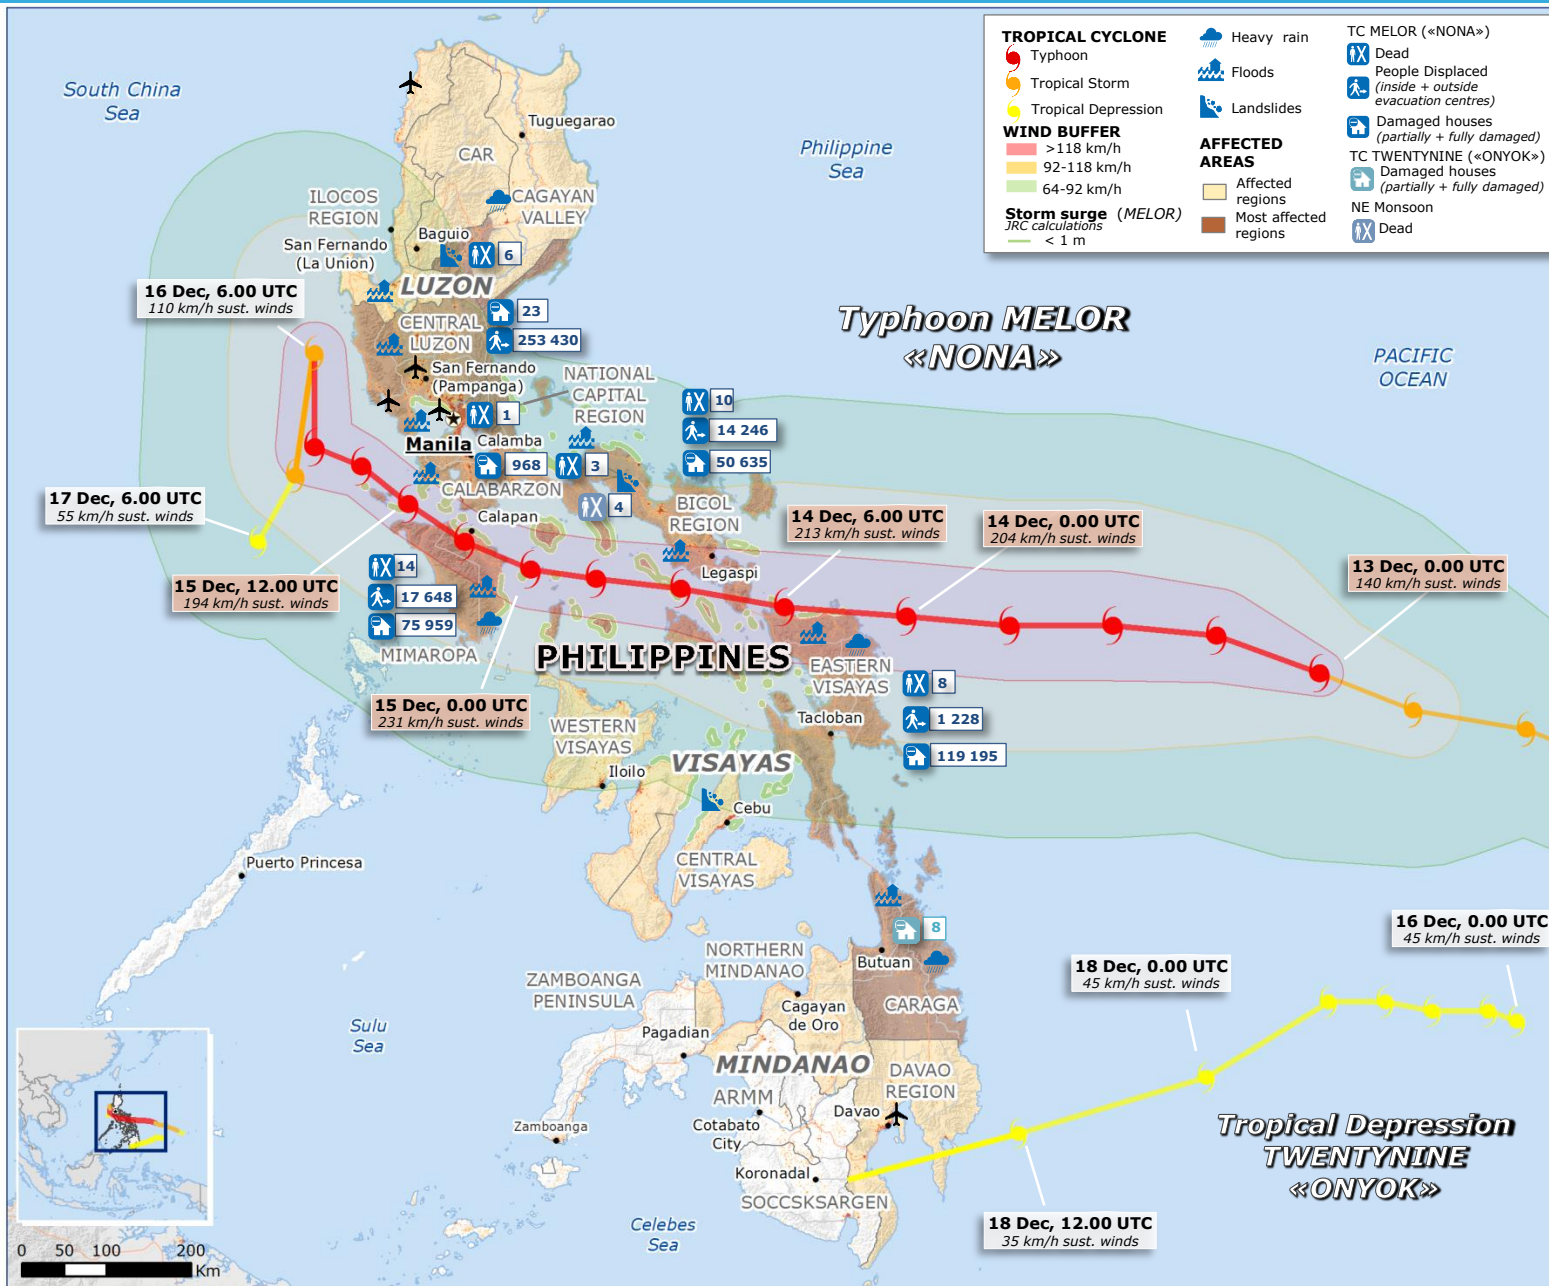 South China
Sea
Philippine
Sea
PACIFIC
OCEAN
TROPICAL CYCLONE
Typhoon
Tropical Storm
Tropical Depression
WIND BUFFER
>118 km/h
92-118 km/h
64-92 km/h
Storm surge (MELOR)
JRC calculations
< 1 m
Heavy rain
Floods
Landslides
AFFECTED
AREAS
Affected
regions
Most affected
regions
TC MELOR («NONA»)
Dead
People Displaced
(inside + outside
evacuation centres)
Damaged houses
(partially + fully damaged)
TC TWENTYNINE («ONYOK»)
Damaged houses
(partially + fully damaged)
NE Monsoon
Dead
Tuguegarao
CAR
ILOCOS
REGION
CAGAYAN
VALLEY
Baguio
San Fernando
(La Union)
6
LUZON
16 Dec, 6.00 UTC
110 km/h sust. winds
23
CENTRAL
LUZON
253 430
Typhoon MELOR
«NONA»
San Fernando
(Pampanga)
NATIONAL
CAPITAL
REGION
1
10
14 246
50 635
Manila
Calamba
968
3
CALABARZON
4
BICOL
REGION
17 Dec, 6.00 UTC
55 km/h sust. winds
Calapan
14 Dec, 6.00 UTC
213 km/h sust. winds
14 Dec, 0.00 UTC
204 km/h sust. winds
Legaspi
13 Dec, 0.00 UTC
140 km/h sust. winds
15 Dec, 12.00 UTC
194 km/h sust. winds
14
17 648
75 959
MIMAROPA
PHILIPPINES
EASTERN
VISAYAS
8
1 228
119 195
15 Dec, 0.00 UTC
231 km/h sust. winds
WESTERN
VISAYAS
Tacloban
VISAYAS
Iloilo
Cebu
Puerto Princesa
CENTRAL
VISAYAS
8
Butuan
16 Dec, 0.00 UTC
45 km/h sust. winds
NORTHERN
MINDANAO
18 Dec, 0.00 UTC
45 km/h sust. winds
ZAMBOANGA
PENINSULA
Cagayan
de Oro
CARAGA
Sulu
Sea
Pagadian
MINDANAO
DAVAO
REGION
ARMM
Davao
Cotabato
City
Zamboanga
Tropical Depression
TWENTYNINE
«ONYOK»
Koronadal
SOCCSKSARGEN
Celebes
Sea
18 Dec, 12.00 UTC
35 km/h sust. winds
0 50 100 200
Km